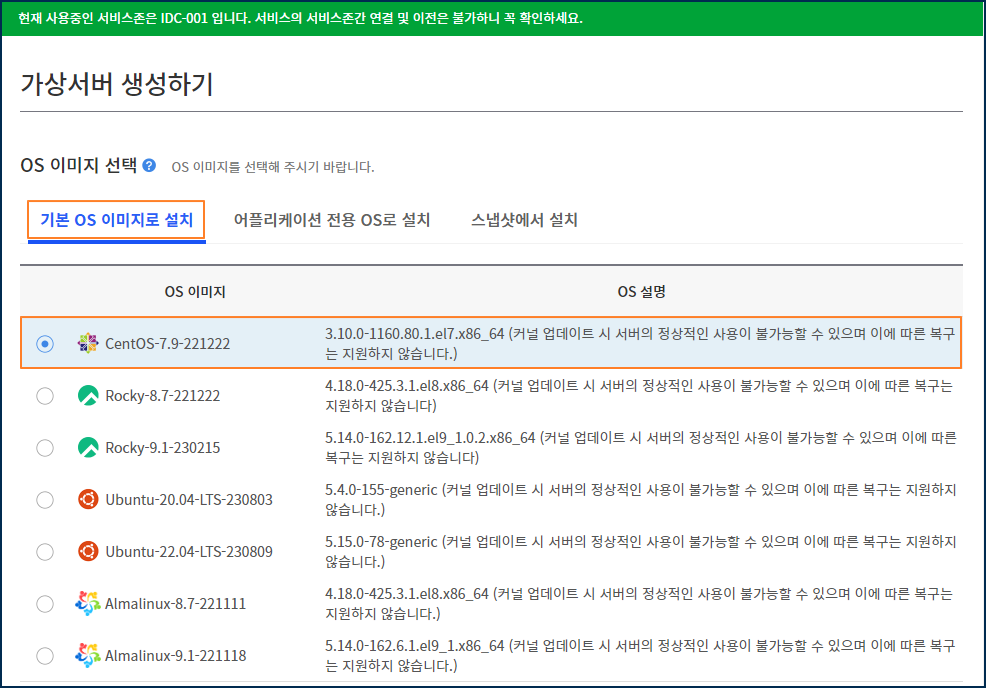 현재 사용중인 서비스존은 IDC-001 입니다. 서비스의 서비스존간 연결 및 이전은 불가하니 꼭 확인하세요.
가상서버 생성하기
OS 이미지 선택 ? OS 이미지를 선택해 주시기 바랍니다.
기본 OS 이미지로 설치 어플리케이션 전용 OS로 설치 스냅샷에서 설치
OS 이미지 OS 설명
CentOS-7.9-221222
3.10.0-1160.80.1.el7.x86_64 (커널 업데이트 시 서버의 정상적인 사용이 불가능할 수 있으며 이에 따른 복구
는 지원하지 않습니다.)
Rocky-8.7-221222
4.18.0-425.3.1.el8.x86_64 (커널 업데이트 시 서버의 정상적인 사용이 불가능할 수 있으며 이에 따른 복구는
지원하지 않습니다)
Rocky-9.1-230215
5.14.0-162.12.1.el9_1.0.2.x86_64 (커널 업데이트 시 서버의 정상적인 사용이 불가능할 수 있으며 이에 따른
복구는 지원하지 않습니다)
Ubuntu-20.04-LTS-230803
5.4.0-155-generic (커널 업데이트 시 서버의 정상적인 사용이 불가능할 수 있으며 이에 따른 복구는 지원하지
않습니다.)
Ubuntu-22.04-LTS-230809
5.15.0-78-generic (커널 업데이트 시 서버의 정상적인 사용이 불가능할 수 있으며 이에 따른 복구는 지원하지
않습니다.)
Almalinux-8.7-221111
4.18.0-425.3.1.el8.x86_64 (커널 업데이트 시 서버의 정상적인 사용이 불가능할 수 있으며 이에 따른 복구는
지원하지 않습니다.)
Almalinux-9.1-221118
5.14.0-162.6.1.el9_1.x86_64 (커널 업데이트 시 서버의 정상적인 사용이 불가능할 수 있으며 이에 따른 복구
는 지원하지 않습니다.)